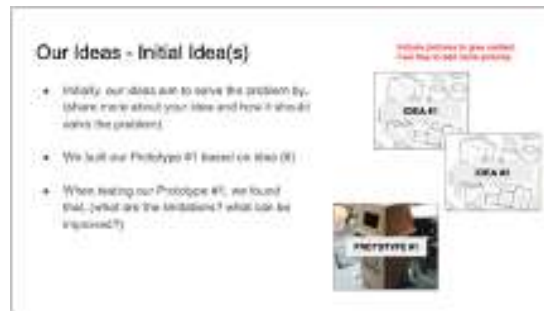 Our Ideas - Initial Idea(s)
Initially, our ideas aim to solve the problem by..
(share more about your idea and how it should
solve the problem)
We built our Prototype #1 based on idea (#)
When testing our Prototype #1, we found
that, (what are the limitations? what can be
improved?)
Include pictures to give context
Feel free to add more pictures
IDEA #1
IDEA #2
PROTOTYPE #1